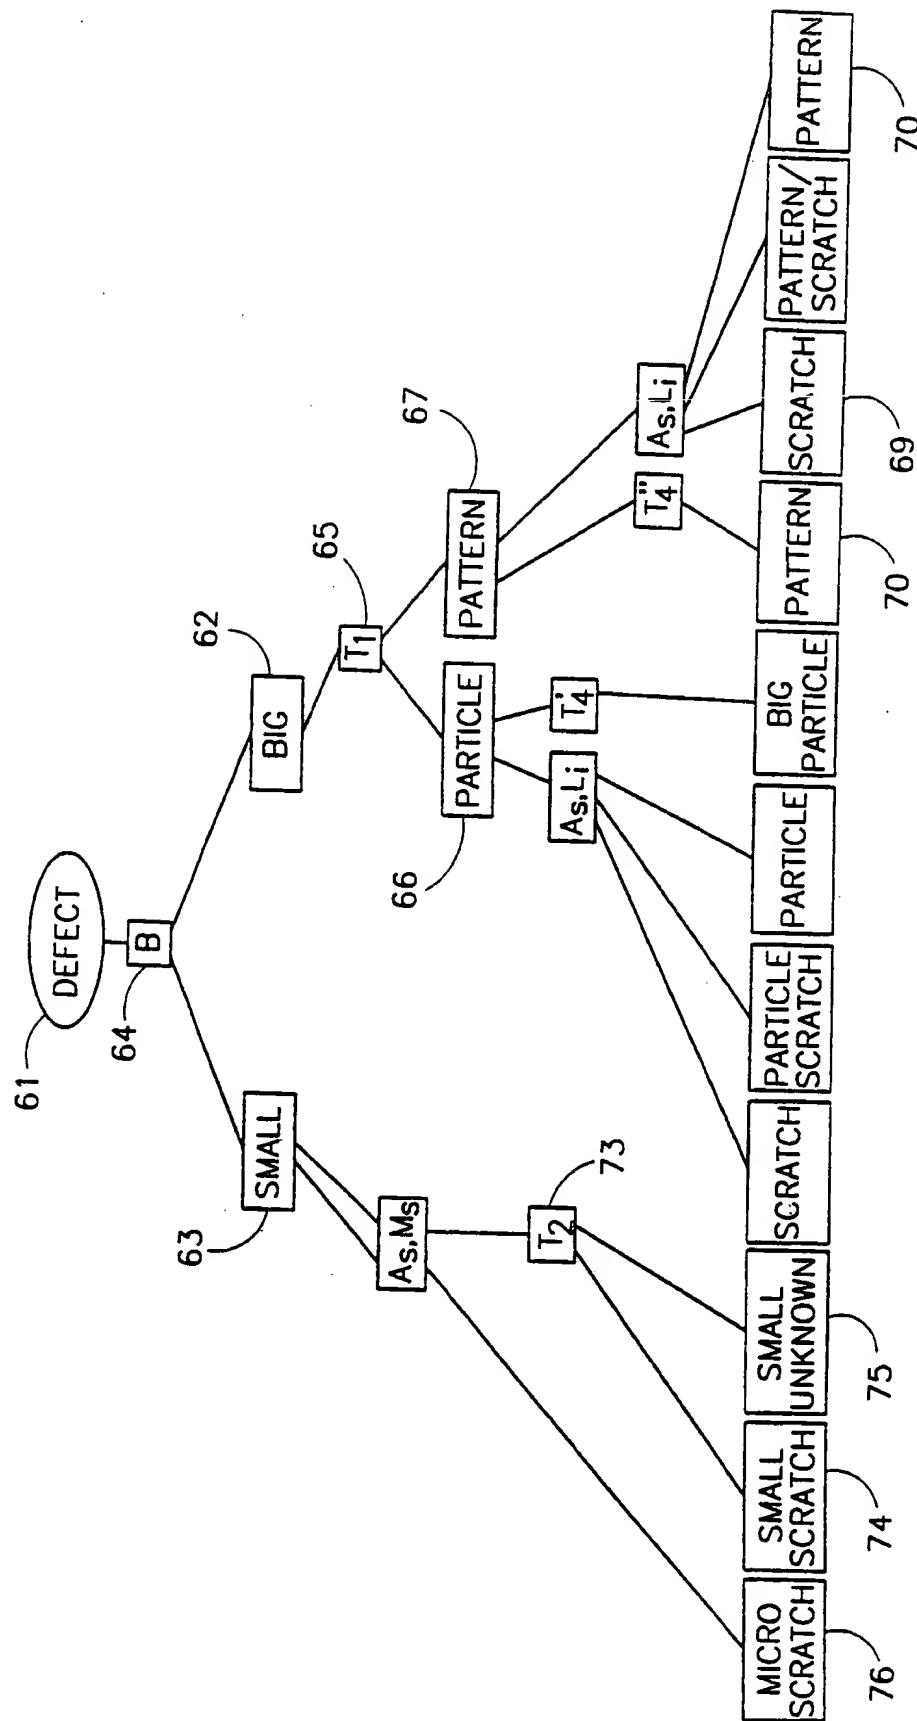 61
DEFECT
64
B
63
SMALL
62
BIG
65
T1
As,Ms
66
PARTICLE
67
PATTERN
73
T2
As,Li
T4'
T4"
As,Li
MICRO
SCRATCH
SMALL
SCRATCH
SMALL
UNKNOWN
SCRATCH
PARTICLE
SCRATCH
PARTICLE
BIG
PARTICLE
PATTERN
SCRATCH
PATTERN/
SCRATCH
PATTERN
76
74
75
70
69
70